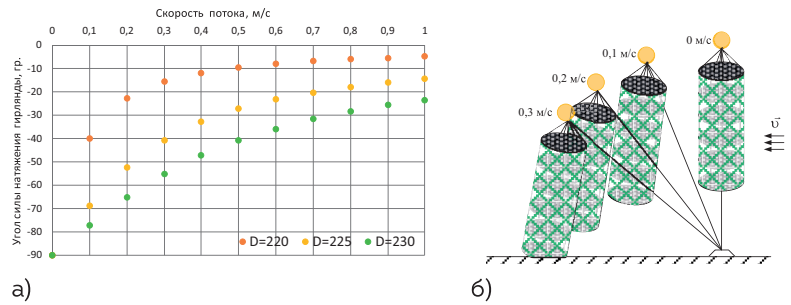 Скорость потока, м/с
0 0,1 0,2 0,3 0,4 0,5 0,6 0,7 0,8 0,9 1
Угол силы натяжения гирлянды, гр.
0
-10
-20
-30
-40
-50
-60
-70
-80
-90
D=220 D=225 D=230
а)
0 м/с
0,1 м/с
0,2 м/с
0,3 м/с
υ⃗
б)